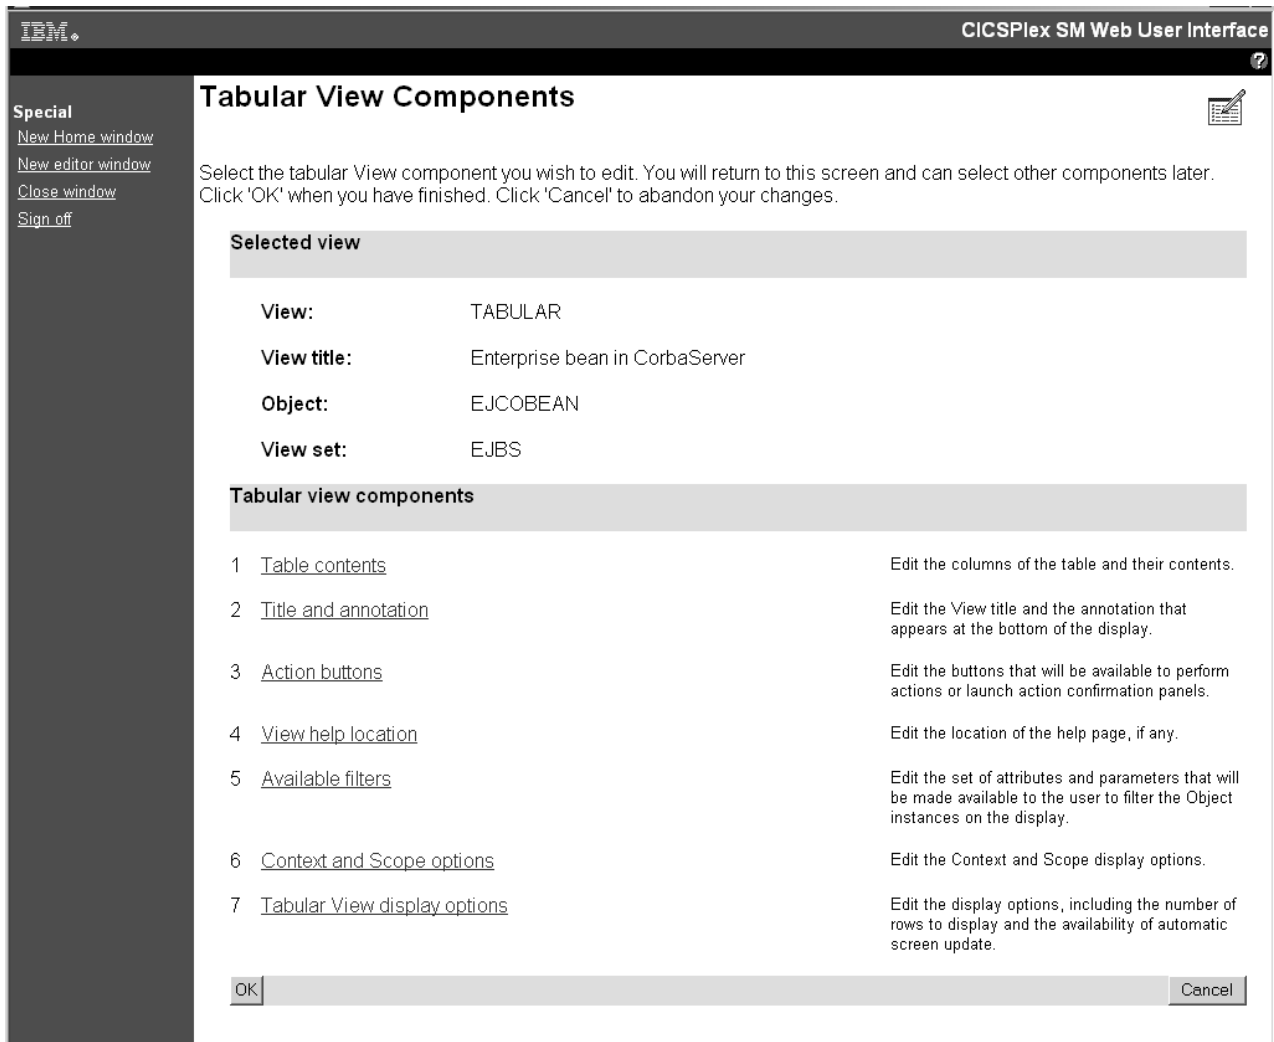 IBM®
CICSPlex SM Web User Interface
?
Special
New Home window
New editor window
Close window
Sign off
Tabular View Components
Select the tabular View component you wish to edit. You will return to this screen and can select other components later.
Click 'OK' when you have finished. Click 'Cancel' to abandon your changes.
Selected view
View: TABULAR
View title: Enterprise bean in CorbaServer
Object: EJCOBEAN
View set: EJBS
Tabular view components
1 Table contents Edit the columns of the table and their contents.
2 Title and annotation Edit the View title and the annotation that
appears at the bottom of the display.
3 Action buttons Edit the buttons that will be available to perform
actions or launch action confirmation panels.
4 View help location Edit the location of the help page, if any.
5 Available filters Edit the set of attributes and parameters that will
be made available to the user to filter the Object
instances on the display.
6 Context and Scope options Edit the Context and Scope display options.
7 Tabular View display options Edit the display options, including the number of
rows to display and the availability of automatic
screen update.
OK Cancel